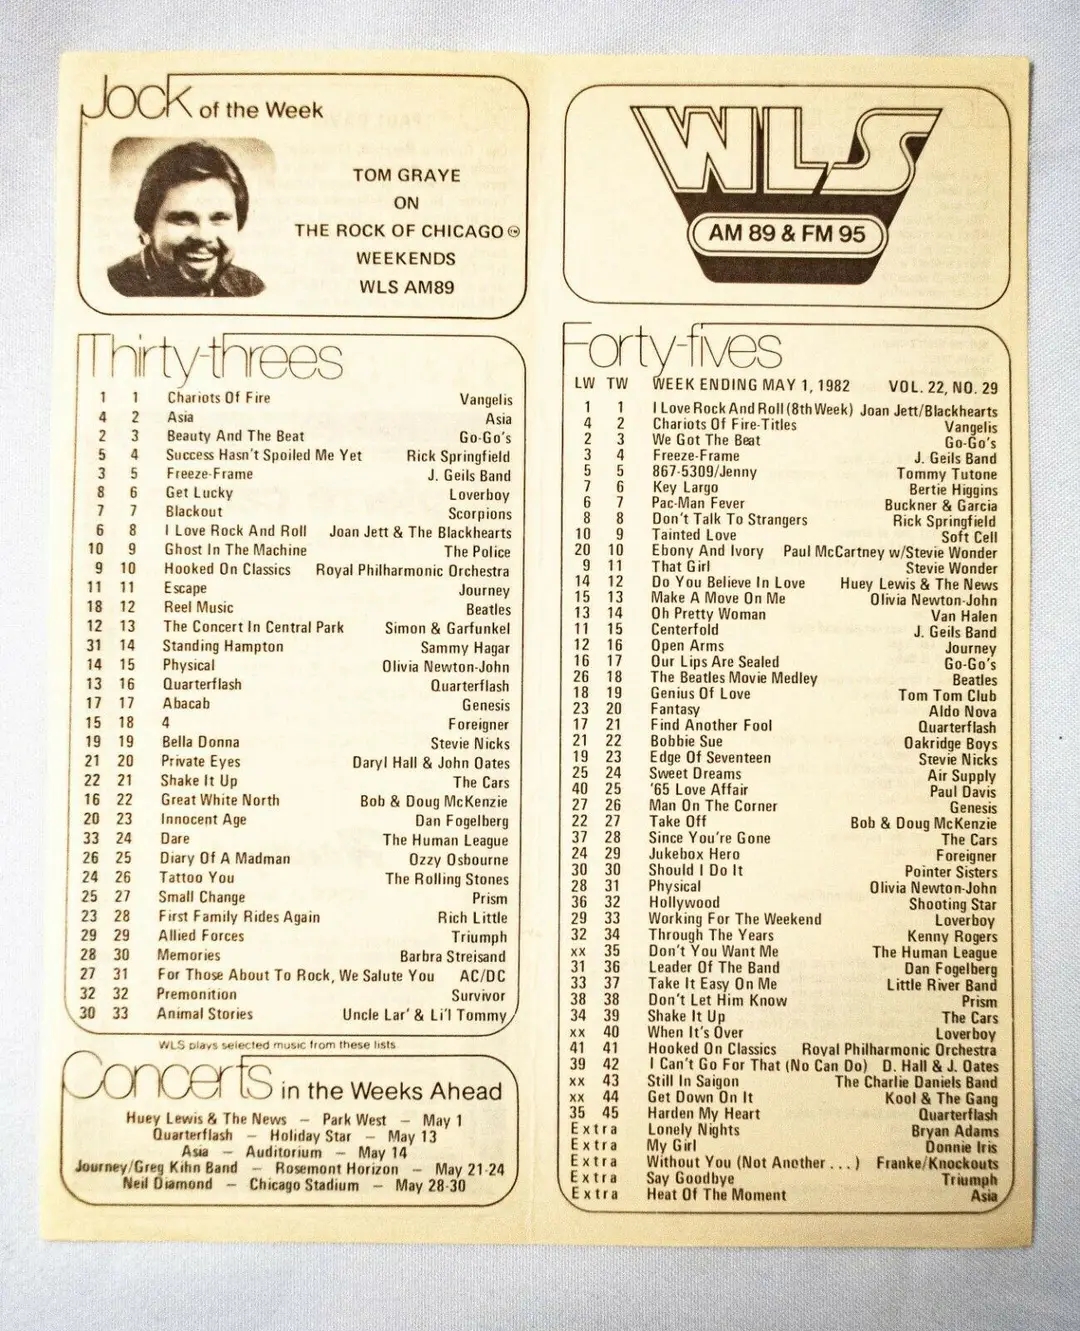 Jock of the Week
TOM GRAYE
ON
THE ROCK OF CHICAGO
WEEKENDS
WLS AM89
Thirty-threes
1 1 Chariots Of Fire Vangelis
4 2 Asia Asia
2 3 Beauty And The Beat Go-Go's
5 4 Success Hasn't Spoiled Me Yet Rick Springfield
3 5 Freeze-Frame J. Geils Band
8 6 Get Lucky Loverboy
7 7 Blackout Scorpions
6 8 I Love Rock And Roll Joan Jett & The Blackhearts
10 9 Ghost In The Machine The Police
9 10 Hooked On Classics Royal Philharmonic Orchestra
11 11 Escape Journey
18 12 Reel Music Beatles
12 13 The Concert In Central Park Simon & Garfunkel
31 14 Standing Hampton Sammy Hagar
14 15 Physical Olivia Newton-John
13 16 Quarterflash Quarterflash
17 17 Abacab Genesis
15 18 4 Foreigner
19 19 Bella Donna Stevie Nicks
21 20 Private Eyes Daryl Hall & John Oates
22 21 Shake It Up The Cars
16 22 Great White North Bob & Doug McKenzie
20 23 Innocent Age Dan Fogelberg
33 24 Dare The Human League
26 25 Diary Of A Madman Ozzy Osbourne
24 26 Tattoo You The Rolling Stones
25 27 Small Change Prism
23 28 First Family Rides Again Rich Little
29 29 Allied Forces Triumph
28 30 Memories Barbra Streisand
27 31 For Those About To Rock, We Salute You AC/DC
32 32 Premonition Survivor
30 33 Animal Stories Uncle Lar' & Li'l Tommy
WLS plays selected music from these lists
Concerts in the Weeks Ahead
Huey Lewis & The News – Park West – May 1
Quarterflash – Holiday Star – May 13
Asia – Auditorium – May 14
Journey/Greg Kihn Band – Rosemont Horizon – May 21-24
Neil Diamond – Chicago Stadium – May 28-30
WLS
AM 89 & FM 95
Forty-fives
LW TW WEEK ENDING MAY 1, 1982 VOL. 22, NO. 29
1 1 I Love Rock And Roll (8th Week) Joan Jett/Blackhearts
4 2 Chariots Of Fire-Titles Vangelis
2 3 We Got The Beat Go-Go's
3 4 Freeze-Frame J. Geils Band
5 5 867-5309/Jenny Tommy Tutone
7 6 Key Largo Bertie Higgins
6 7 Pac-Man Fever Buckner & Garcia
8 8 Don't Talk To Strangers Rick Springfield
10 9 Tainted Love Soft Cell
20 10 Ebony And Ivory Paul McCartney w/Stevie Wonder
9 11 That Girl Stevie Wonder
14 12 Do You Believe In Love Huey Lewis & The News
15 13 Make A Move On Me Olivia Newton-John
13 14 Oh Pretty Woman Van Halen
11 15 Centerfold J. Geils Band
12 16 Open Arms Journey
16 17 Our Lips Are Sealed Go-Go's
26 18 The Beatles Movie Medley Beatles
18 19 Genius Of Love Tom Tom Club
23 20 Fantasy Aldo Nova
17 21 Find Another Fool Quarterflash
21 22 Bobbie Sue Oakridge Boys
19 23 Edge Of Seventeen Stevie Nicks
25 24 Sweet Dreams Air Supply
40 25 '65 Love Affair Paul Davis
27 26 Man On The Corner Genesis
22 27 Take Off Bob & Doug McKenzie
37 28 Since You're Gone The Cars
24 29 Jukebox Hero Foreigner
30 30 Should I Do It Pointer Sisters
28 31 Physical Olivia Newton-John
36 32 Hollywood Shooting Star
29 33 Working For The Weekend Loverboy
32 34 Through The Years Kenny Rogers
xx 35 Don't You Want Me The Human League
31 36 Leader Of The Band Dan Fogelberg
33 37 Take It Easy On Me Little River Band
38 38 Don't Let Him Know Prism
34 39 Shake It Up The Cars
xx 40 When It's Over Loverboy
41 41 Hooked On Classics Royal Philharmonic Orchestra
39 42 I Can't Go For That (No Can Do) D. Hall & J. Oates
xx 43 Still In Saigon The Charlie Daniels Band
xx 44 Get Down On It Kool & The Gang
35 45 Harden My Heart Quarterflash
Extra Lonely Nights Bryan Adams
Extra My Girl Donnie Iris
Extra Without You (Not Another . . . ) Franke/Knockouts
Extra Say Goodbye Triumph
Extra Heat Of The Moment Asia